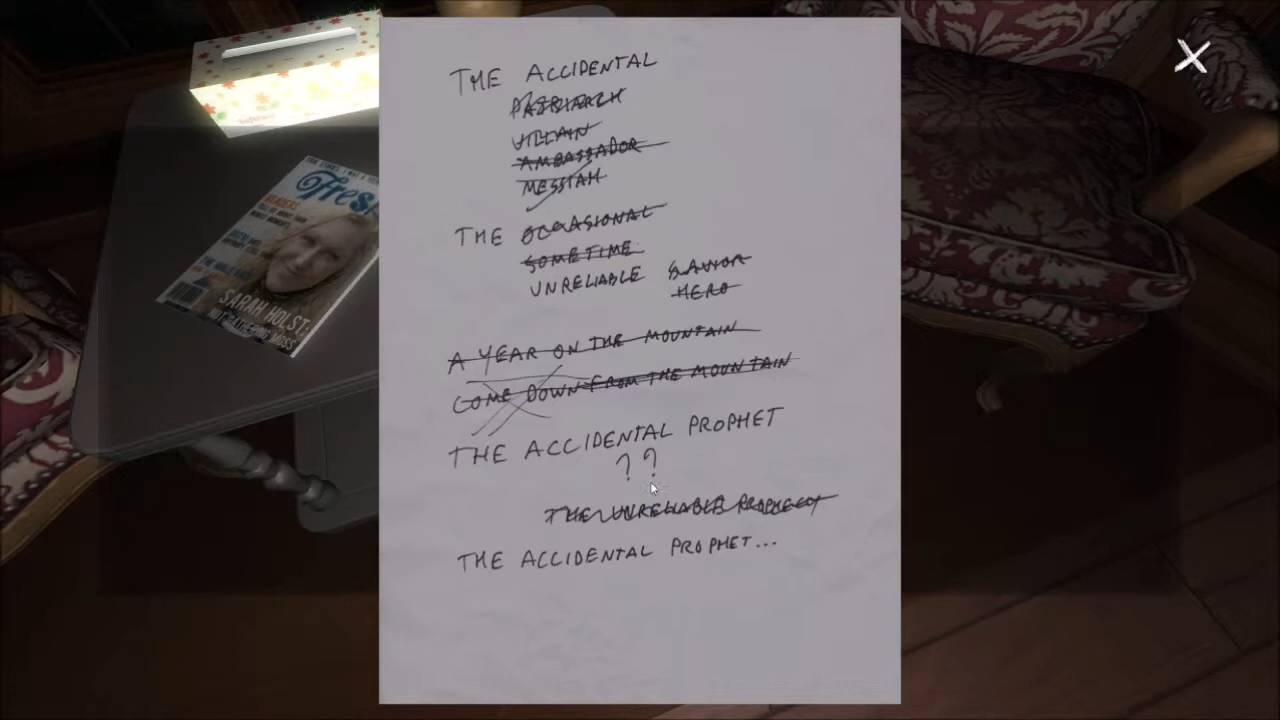 THE ACCIDENTAL
PATRIARCH
VILLAIN
AMBASSADOR
MESSIAH
THE OCCASIONAL
SOMETIME
UNRELIABLE SAVIOR
HERO
A YEAR ON THE MOUNTAIN
COME DOWN FROM THE MOUNTAIN
THE ACCIDENTAL PROPHET
??
THE UNRELIABLE PROPHECY
THE ACCIDENTAL PROPHET...
Fresh
READERS
SARAH HOLST: